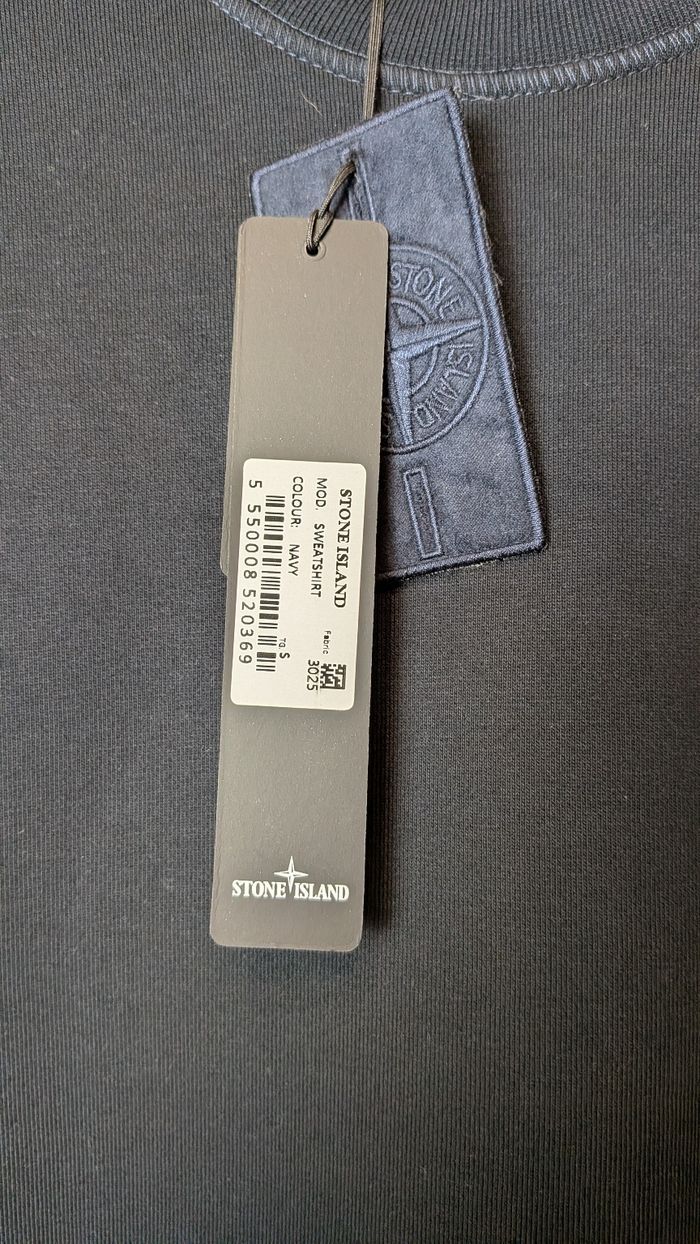 STONE
ISLAND
STONE ISLAND
MOD. SWEATSHIRT
Fabric 3025
COLOUR: NAVY
TG S
5 550008 520369
STONE ISLAND